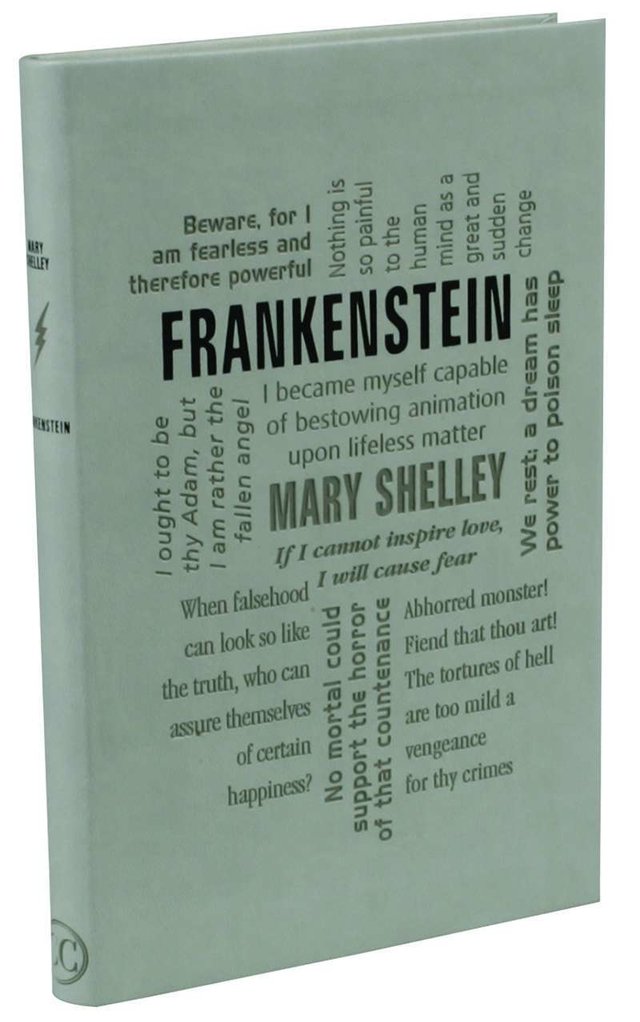 MARY
SHELLEY
Beware, for I
am fearless and
therefore powerful
Nothing is
so painful
to the
human
mind as a
great and
sudden
change
FRANKENSTEIN
I ought to be
thy Adam, but
I am rather the
fallen angel
I became myself capable
of bestowing animation
upon lifeless matter
We rest; a dream has
power to poison sleep
MARY SHELLEY
If I cannot inspire love,
I will cause fear
When falsehood
can look so like
the truth, who can
assure themselves
of certain
happiness?
No mortal could
support the horror
of that countenance
Abhorred monster!
Fiend that thou art!
The tortures of hell
are too mild a
vengeance
for thy crimes